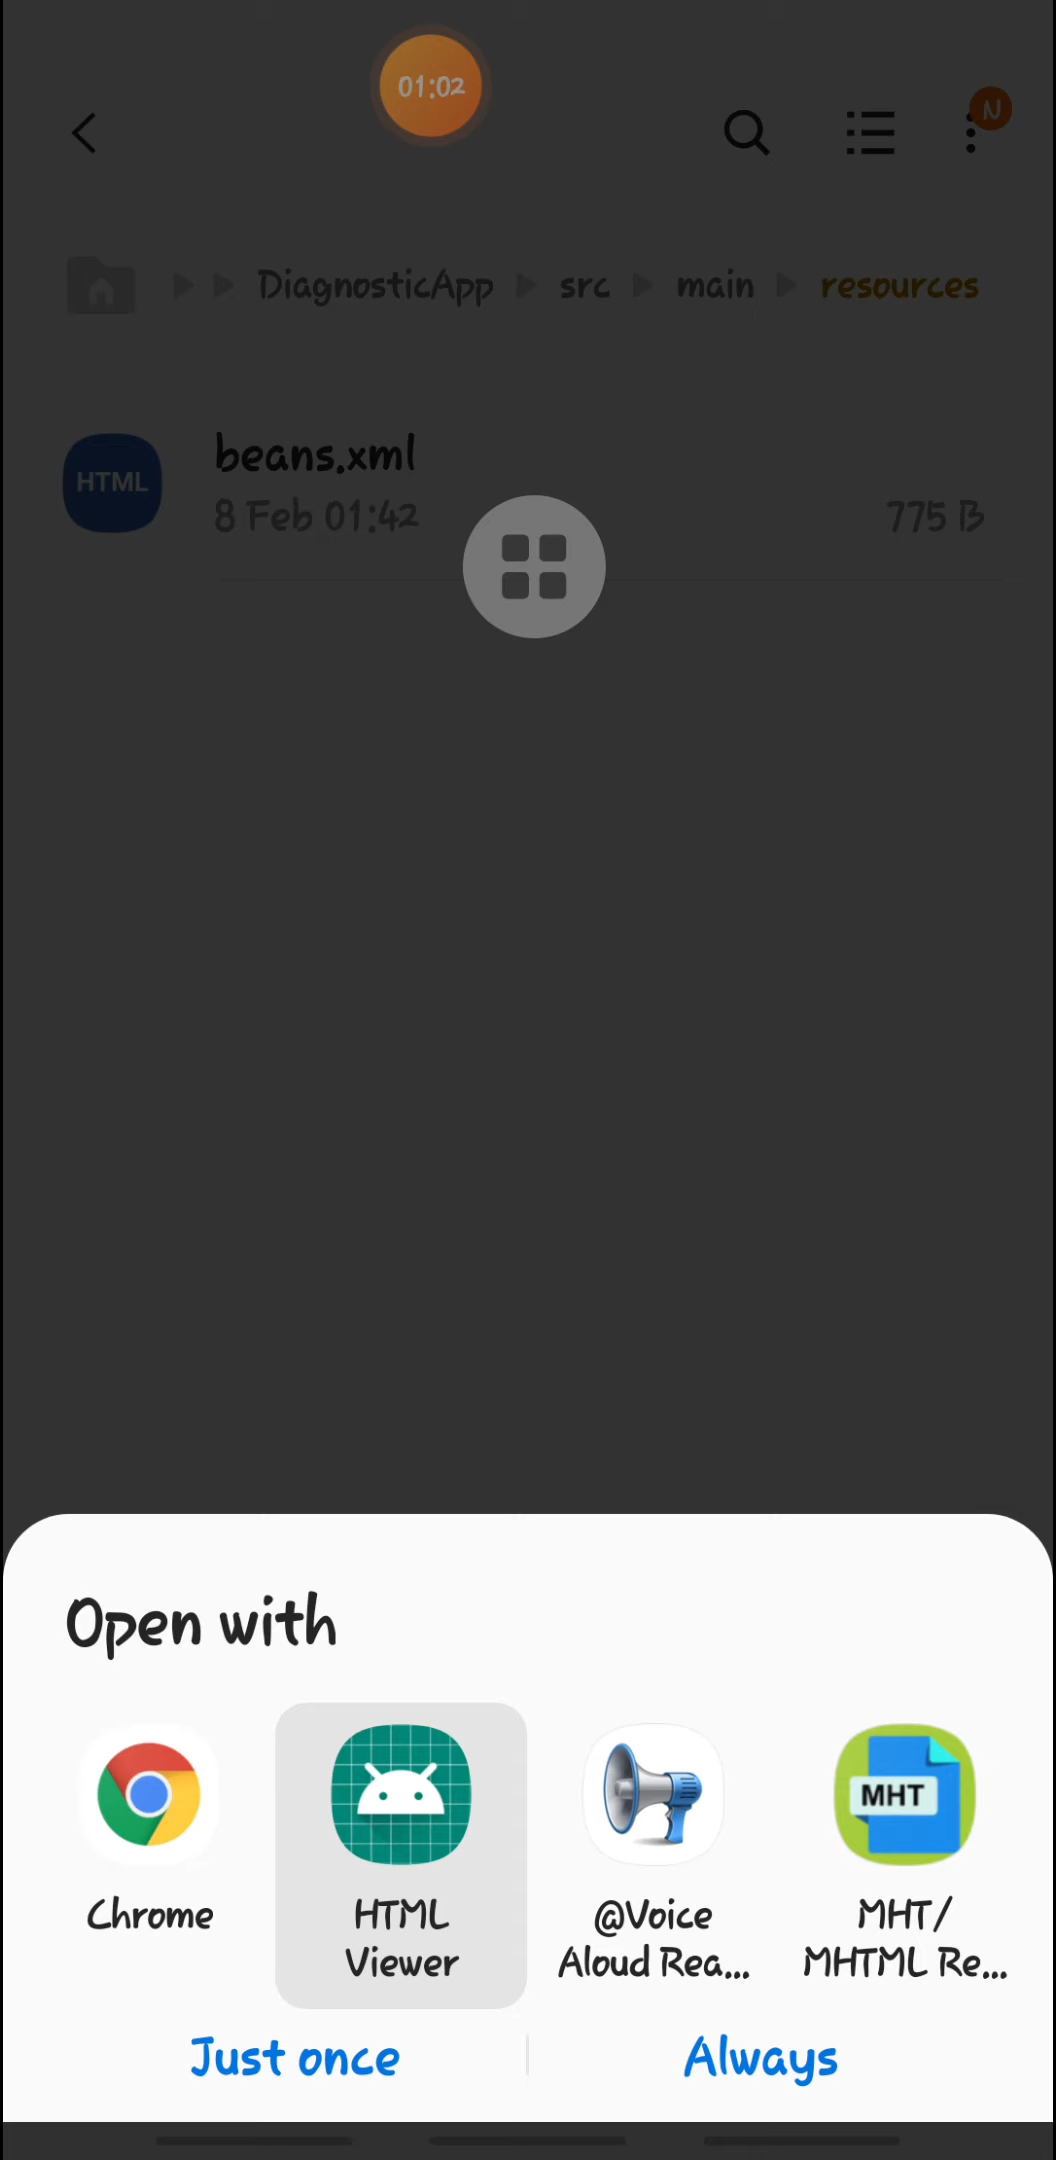 01:02
N
DiagnosticApp src main resources
HTML
beans.xml
8 Feb 01:42 775 B
Open with
MHT
Chrome
HTML
Viewer
@Voice
Aloud Rea...
MHT/
MHTML Re...
Just once
Always